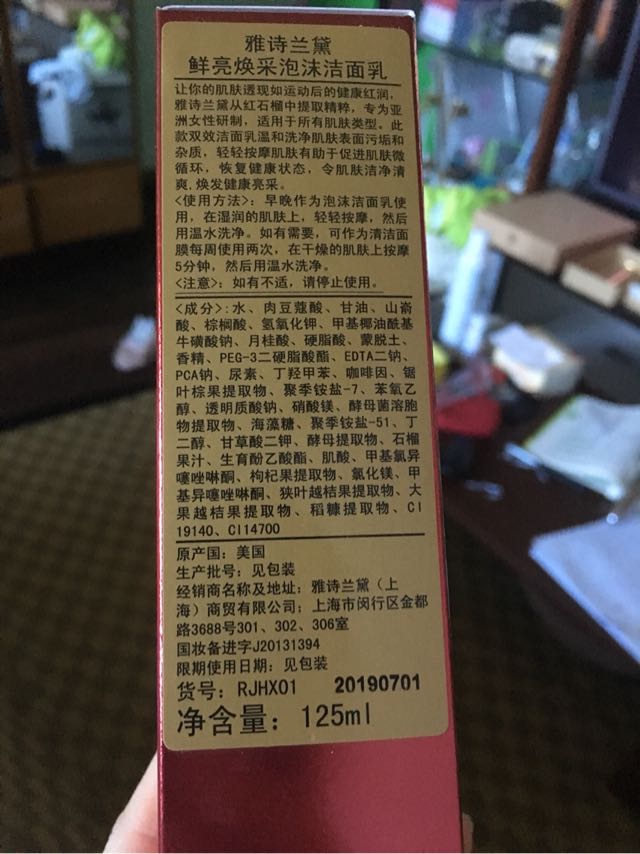 雅诗兰黛
鲜亮焕采泡沫洁面乳
让你的肌肤透现如运动后的健康红润，
雅诗兰黛从红石榴中提取精粹，专为亚
洲女性研制，适用于所有肌肤类型。此
款双效洁面乳温和洗净肌肤表面污垢和
杂质，轻轻按摩肌肤有助于促进肌肤微
循环，恢复健康状态，令肌肤洁净清
爽,焕发健康亮采。
<使用方法>：早晚作为泡沫洁面乳使
用，在湿润的肌肤上，轻轻按摩，然后
用温水洗净。如有需要，可作为清洁面
膜每周使用两次，在干燥的肌肤上按摩
5分钟，然后用温水洗净。
<注意>：如有不适，请停止使用。
<成分>:水、肉豆蔻酸、甘油、山嵛
酸、棕榈酸、氢氧化钾、甲基椰油酰基
牛磺酸钠、月桂酸、硬脂酸、蒙脱土、
香精、PEG-3二硬脂酸酯、EDTA二钠、
PCA钠、尿素、丁羟甲苯、咖啡因、锯
叶棕果提取物、聚季铵盐-7、苯氧乙
醇、透明质酸钠、硝酸镁、酵母菌溶胞
物提取物、海藻糖、聚季铵盐-51、丁
二醇、甘草酸二钾、酵母提取物、石榴
果汁、生育酚乙酸酯、肌酸、甲基氯异
噻唑啉酮、枸杞果提取物、氯化镁、甲
基异噻唑啉酮、狭叶越桔果提取物、大
果越桔果提取物、稻糠提取物、CI
19140、CI14700
原产国：美国
生产批号：见包装
经销商名称及地址：雅诗兰黛（上
海）商贸有限公司；上海市闵行区金都
路3688号301、302、306室
国妆备进字J20131394
限期使用日期：见包装
货号：RJHX01 20190701
净含量：125ml